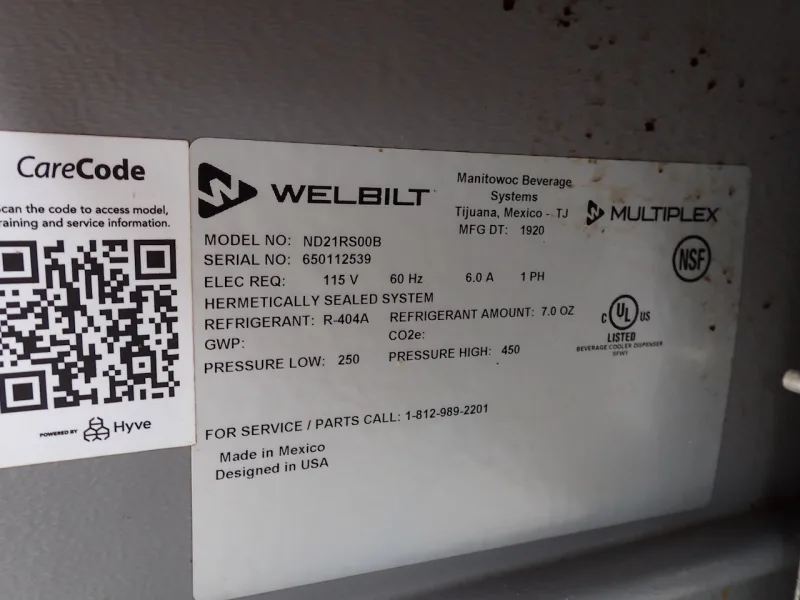 CareCode
can the code to access model,
raining and service information.
POWERED BY Hyve
WELBILT
Manitowoc Beverage
Systems
Tijuana, Mexico - TJ
MFG DT: 1920
MULTIPLEX
MODEL NO: ND21RS00B
SERIAL NO: 650112539
ELEC REQ: 115 V 60 Hz 6.0 A 1 PH
HERMETICALLY SEALED SYSTEM
REFRIGERANT: R-404A REFRIGERANT AMOUNT: 7.0 OZ
GWP: CO2e:
PRESSURE LOW: 250 PRESSURE HIGH: 450
NSF
C UL US
LISTED
BEVERAGE COOLER DISPENSER
FOR SERVICE / PARTS CALL: 1-812-989-2201
Made in Mexico
Designed in USA